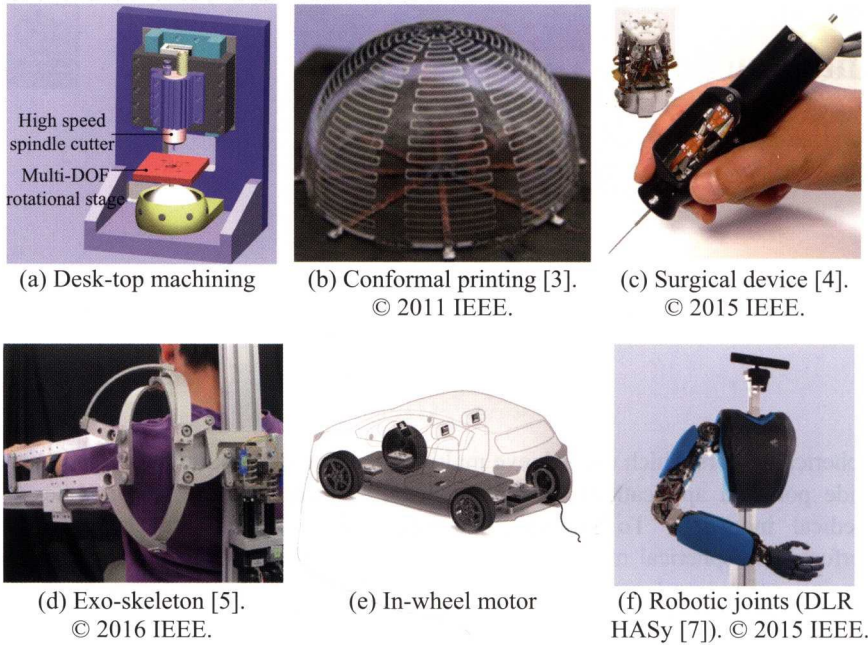 High speed
spindle cutter
Multi-DOF
rotational stage
(a) Desk-top machining
(b) Conformal printing [3].
© 2011 IEEE.
(c) Surgical device [4].
© 2015 IEEE.
(d) Exo-skeleton [5].
© 2016 IEEE.
(e) In-wheel motor
(f) Robotic joints (DLR
HASy [7]). © 2015 IEEE.